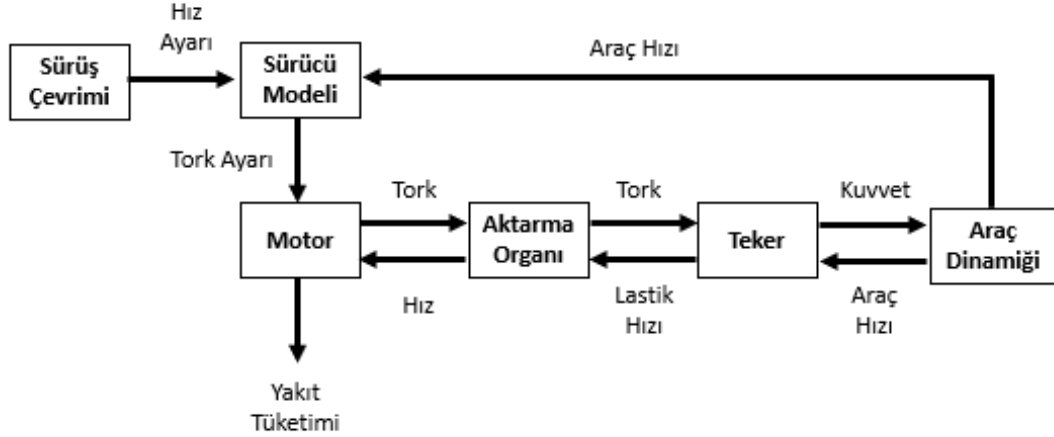 Hız
Ayarı
Araç Hızı
Sürüş
Çevrimi
Sürücü
Modeli
Tork Ayarı
Tork
Tork
Kuvvet
Motor
Aktarma
Organı
Teker
Araç
Dinamiği
Hız
Lastik
Hızı
Araç
Hızı
Yakıt
Tüketimi